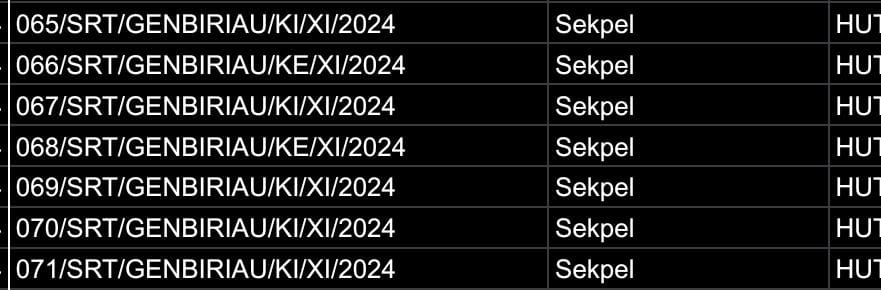 065/SRT/GENBIRIAU/KI/XI/2024 Sekpel HUT
066/SRT/GENBIRIAU/KE/XI/2024 Sekpel HUT
067/SRT/GENBIRIAU/KI/XI/2024 Sekpel HUT
068/SRT/GENBIRIAU/KE/XI/2024 Sekpel HUT
069/SRT/GENBIRIAU/KI/XI/2024 Sekpel HUT
070/SRT/GENBIRIAU/KI/XI/2024 Sekpel HUT
071/SRT/GENBIRIAU/KI/XI/2024 Sekpel HUT